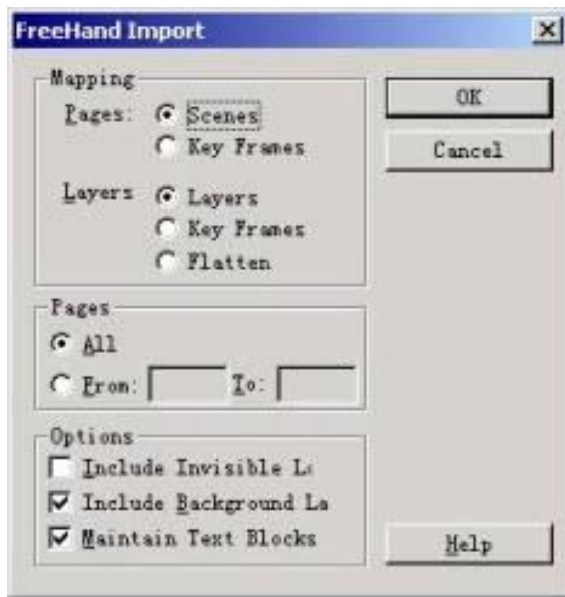 FreeHand Import
Mapping
Pages: Scenes
Key Frames
Layers Layers
Key Frames
Flatten
Pages
All
From: To:
Options
Include Invisible
Include Background La
Maintain Text Blocks
OK
Cancel
Help